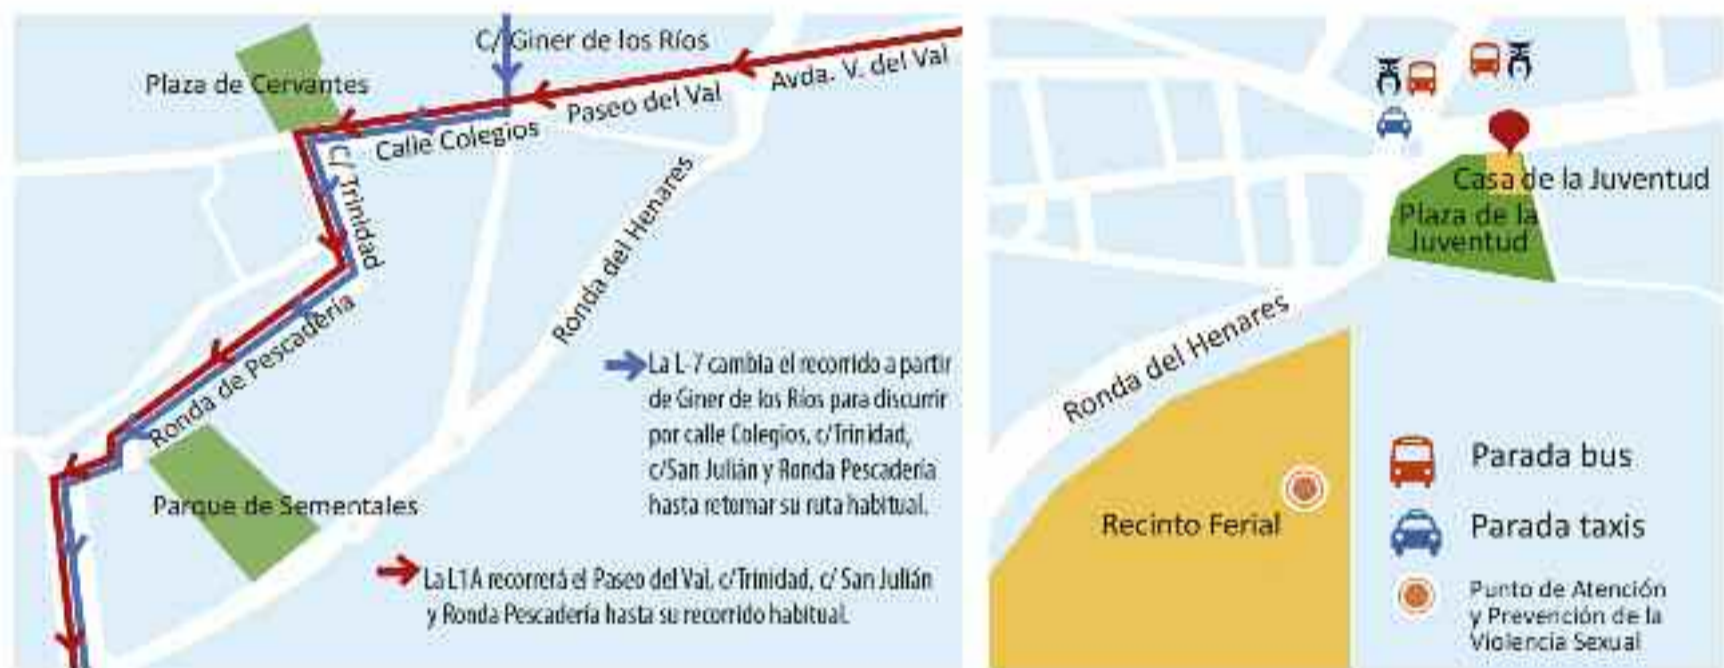 C/ Giner de los Ríos
Plaza de Cervantes
Avda. V. del Val
Paseo del Val
Calle Colegios
C/ Trinidad
Ronda del Henares
Ronda de Pescadería
Parque de Sementales
La L-7 cambia el recorrido a partir
de Giner de los Ríos para discurrir
por calle Colegios, c/Trinidad,
c/San Julián y Ronda Pescadería
hasta retomar su ruta habitual.
La L1A recorrerá el Paseo del Val, c/Trinidad, c/ San Julián
y Ronda Pescadería hasta su recorrido habitual.
Casa de la Juventud
Plaza de la
Juventud
Ronda del Henares
Recinto Ferial
Parada bus
Parada taxis
Punto de Atención
y Prevención de la
Violencia Sexual